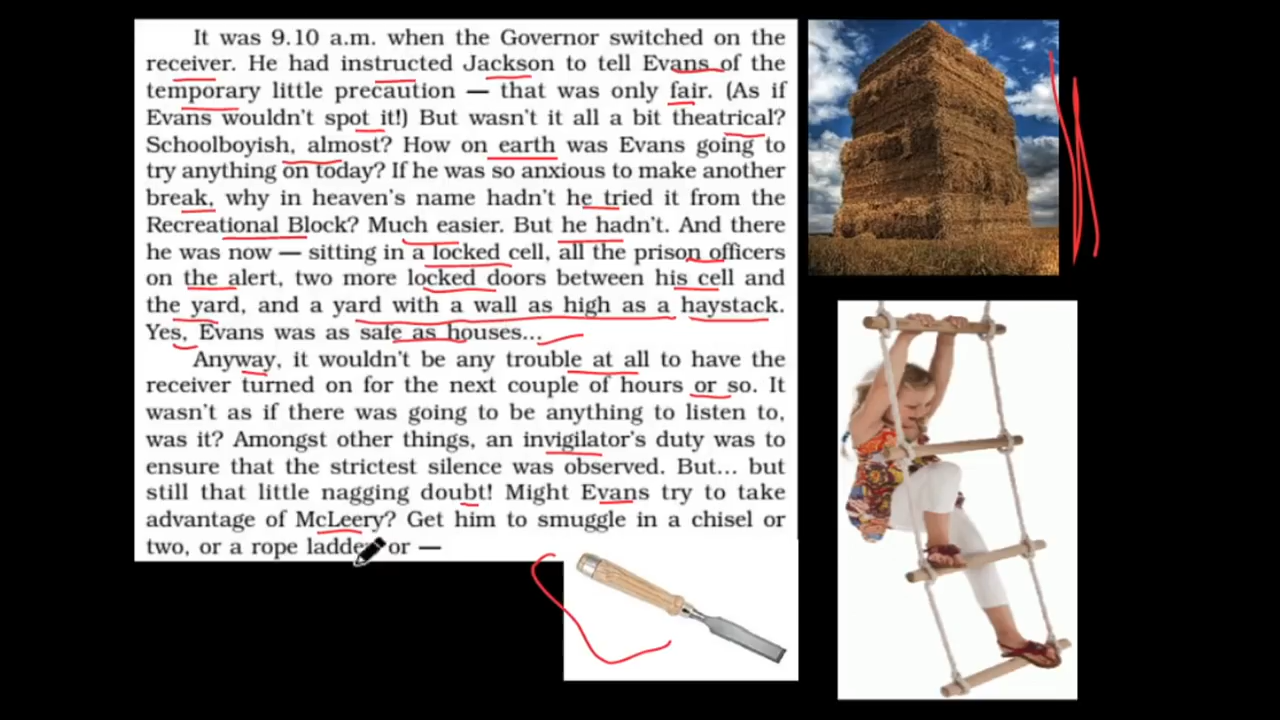 It was 9.10 a.m. when the Governor switched on the
receiver. He had instructed Jackson to tell Evans of the
temporary little precaution — that was only fair. (As if
Evans wouldn't spot it!) But wasn't it all a bit theatrical?
Schoolboyish, almost? How on earth was Evans going to
try anything on today? If he was so anxious to make another
break, why in heaven's name hadn't he tried it from the
Recreational Block? Much easier. But he hadn't. And there
he was now — sitting in a locked cell, all the prison officers
on the alert, two more locked doors between his cell and
the yard, and a yard with a wall as high as a haystack.
Yes, Evans was as safe as houses...
Anyway, it wouldn't be any trouble at all to have the
receiver turned on for the next couple of hours or so. It
wasn't as if there was going to be anything to listen to,
was it? Amongst other things, an invigilator's duty was to
ensure that the strictest silence was observed. But... but
still that little nagging doubt! Might Evans try to take
advantage of McLeery? Get him to smuggle in a chisel or
two, or a rope ladder or —